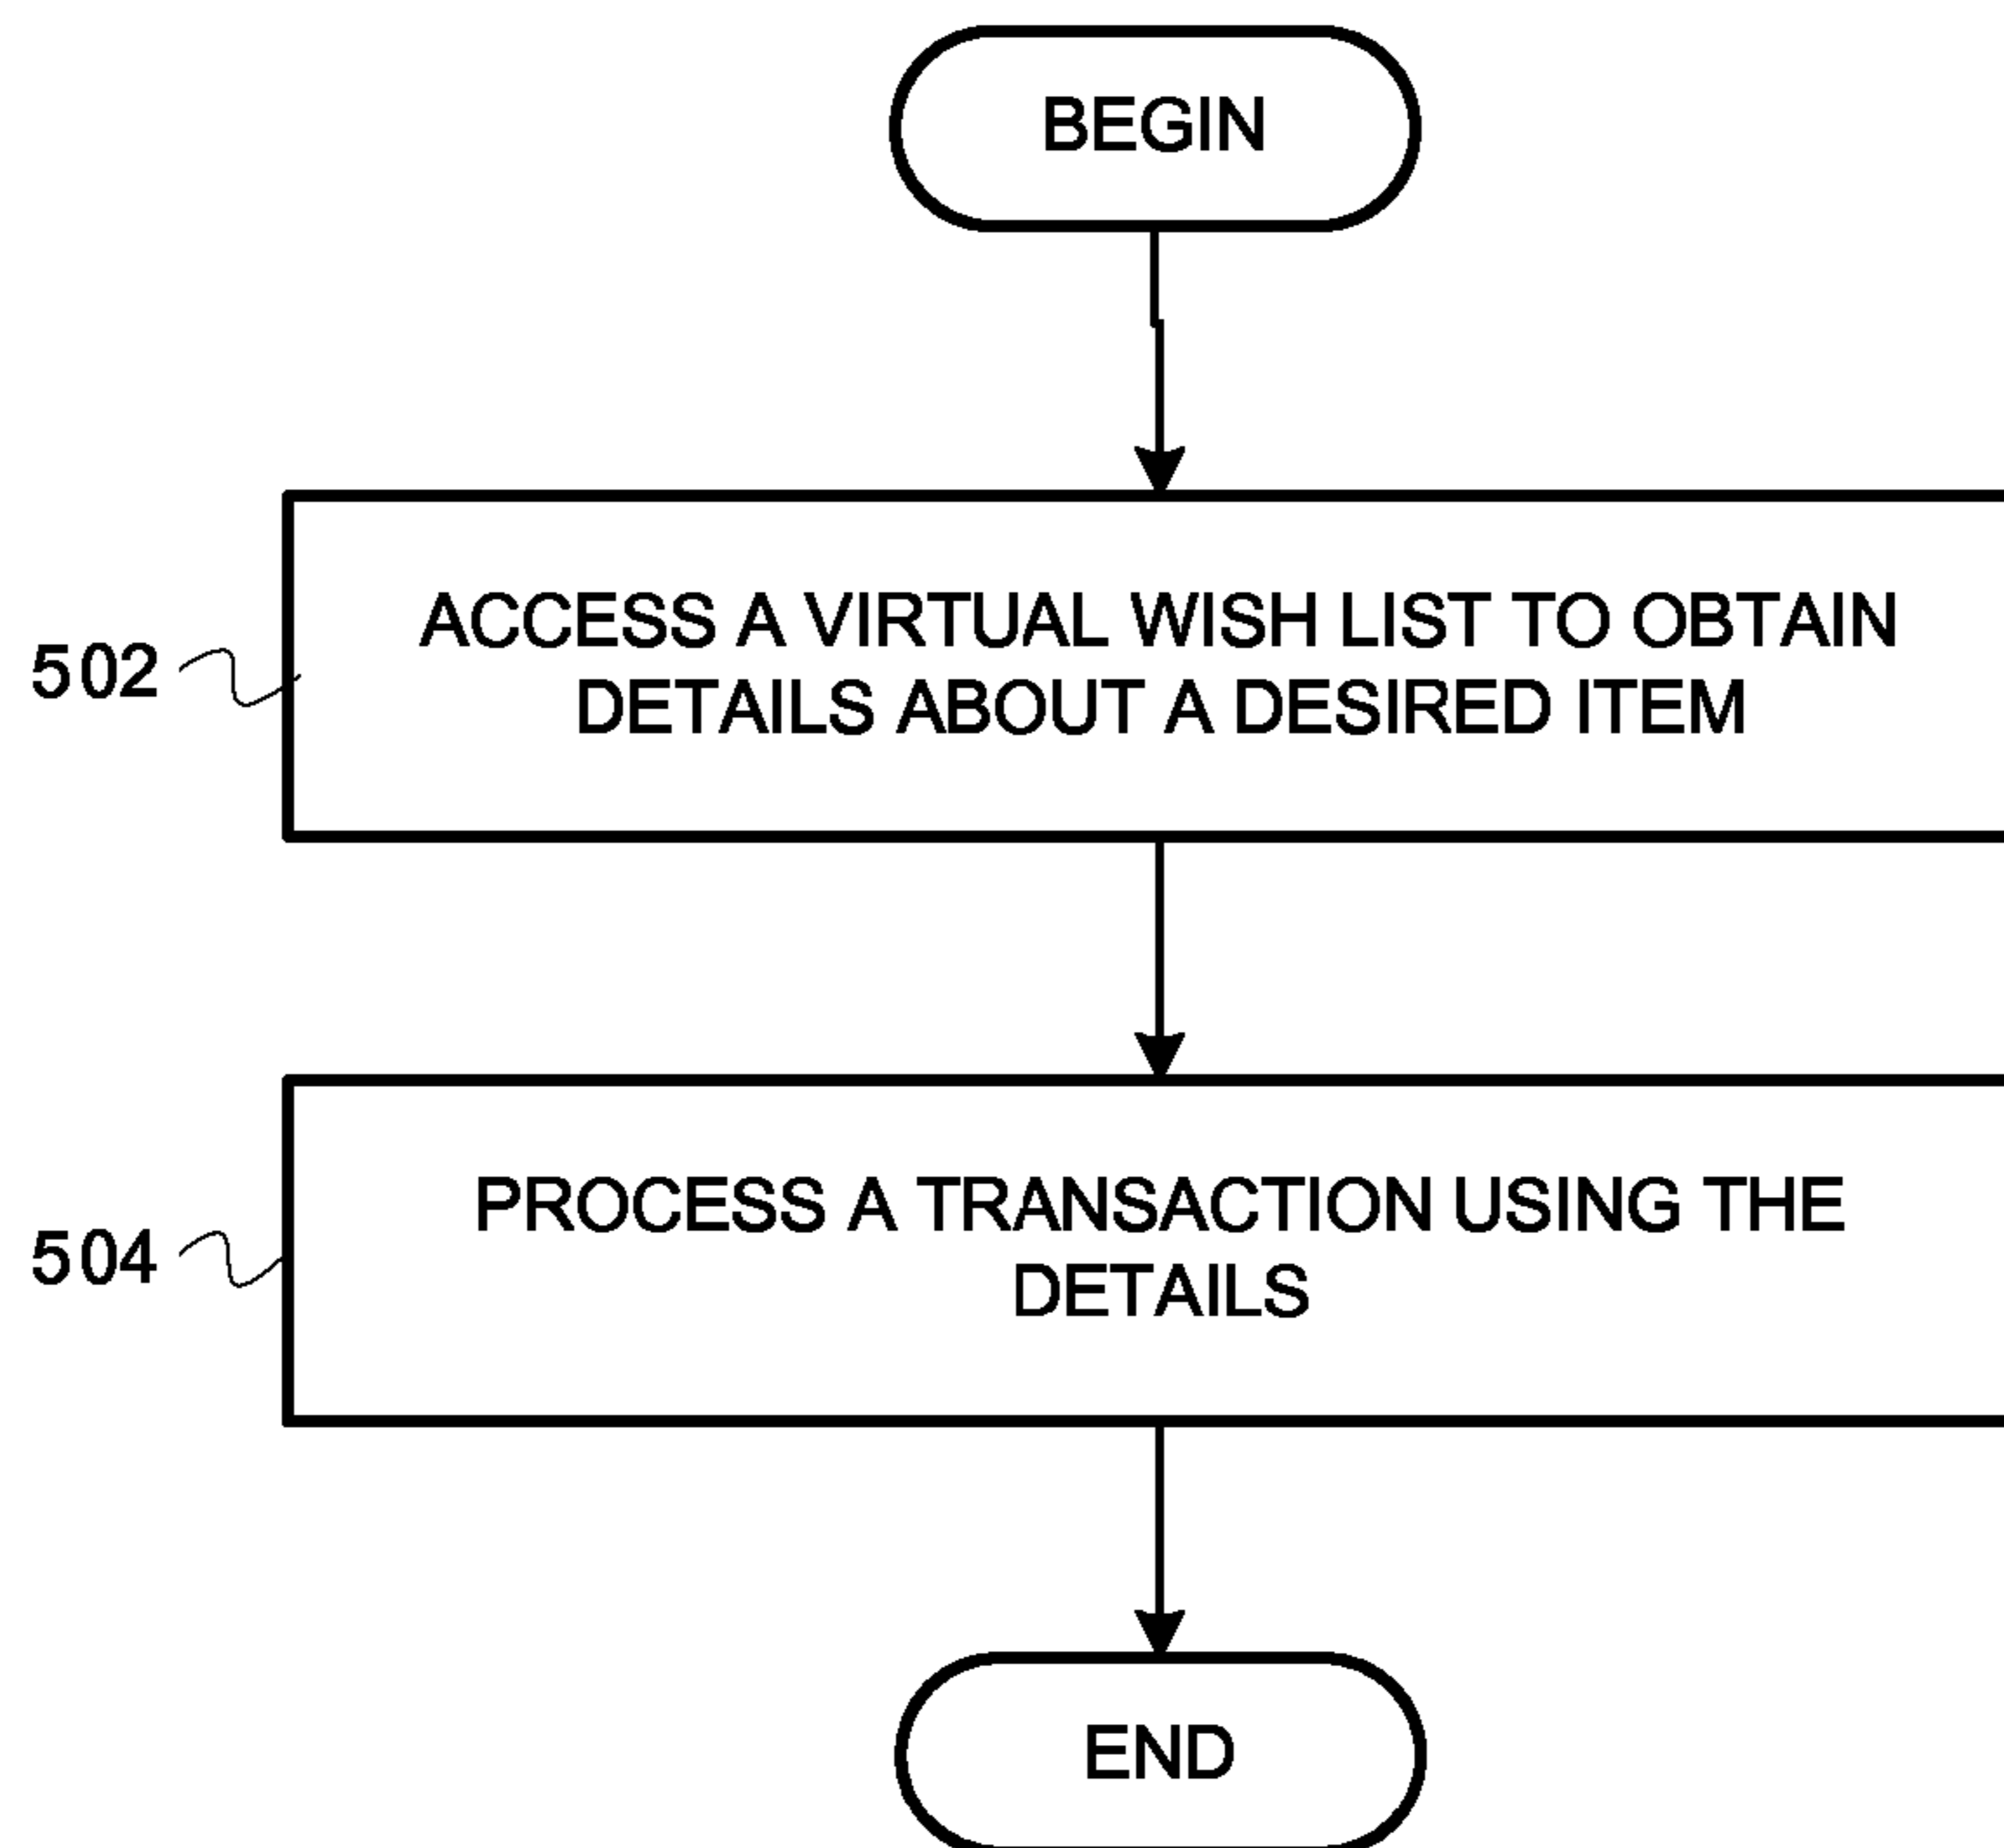 BEGIN
502
ACCESS A VIRTUAL WISH LIST TO OBTAIN
DETAILS ABOUT A DESIRED ITEM
504
PROCESS A TRANSACTION USING THE
DETAILS
END